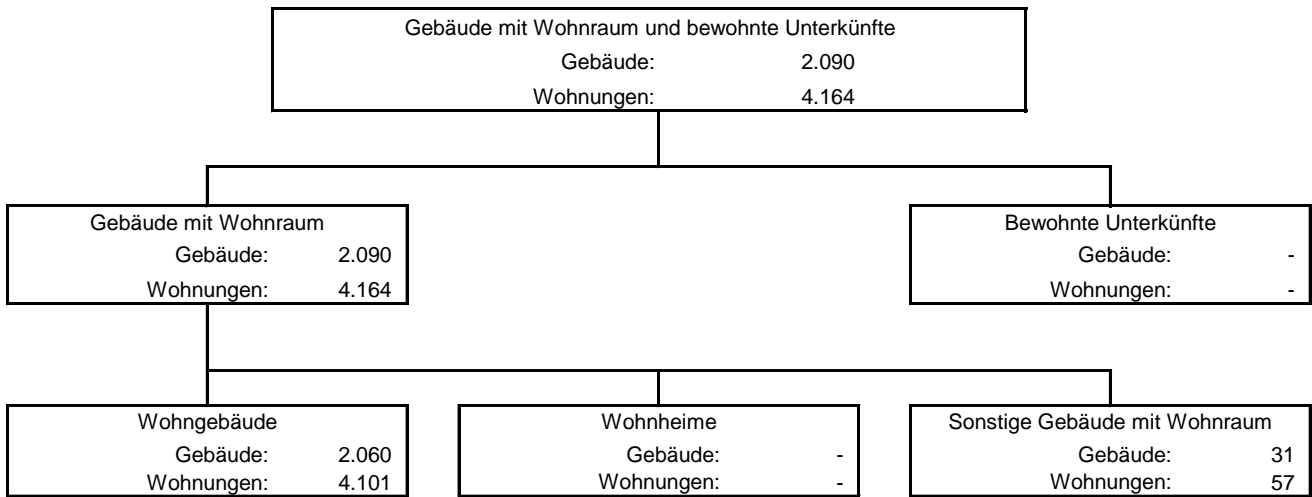 Gebäude mit Wohnraum und bewohnte Unterkünfte
Gebäude: 2.090
Wohnungen: 4.164
Gebäude mit Wohnraum
Gebäude: 2.090
Wohnungen: 4.164
Bewohnte Unterkünfte
Gebäude: -
Wohnungen: -
Wohngebäude
Gebäude: 2.060
Wohnungen: 4.101
Wohnheime
Gebäude: -
Wohnungen: -
Sonstige Gebäude mit Wohnraum
Gebäude: 31
Wohnungen: 57